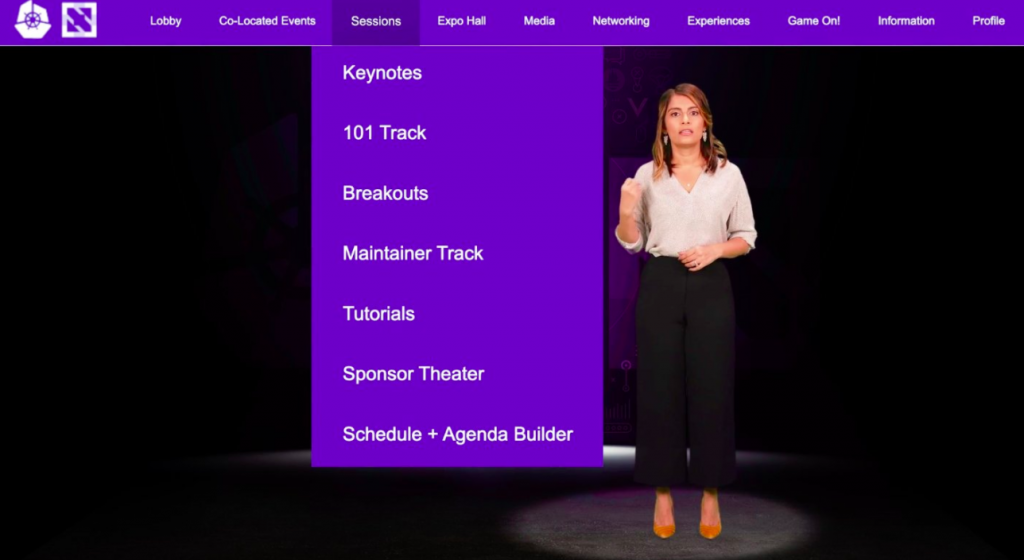 Lobby Co-Located Events Sessions Expo Hall Media Networking Experiences Game On! Information Profile
Keynotes
101 Track
Breakouts
Maintainer Track
Tutorials
Sponsor Theater
Schedule + Agenda Builder